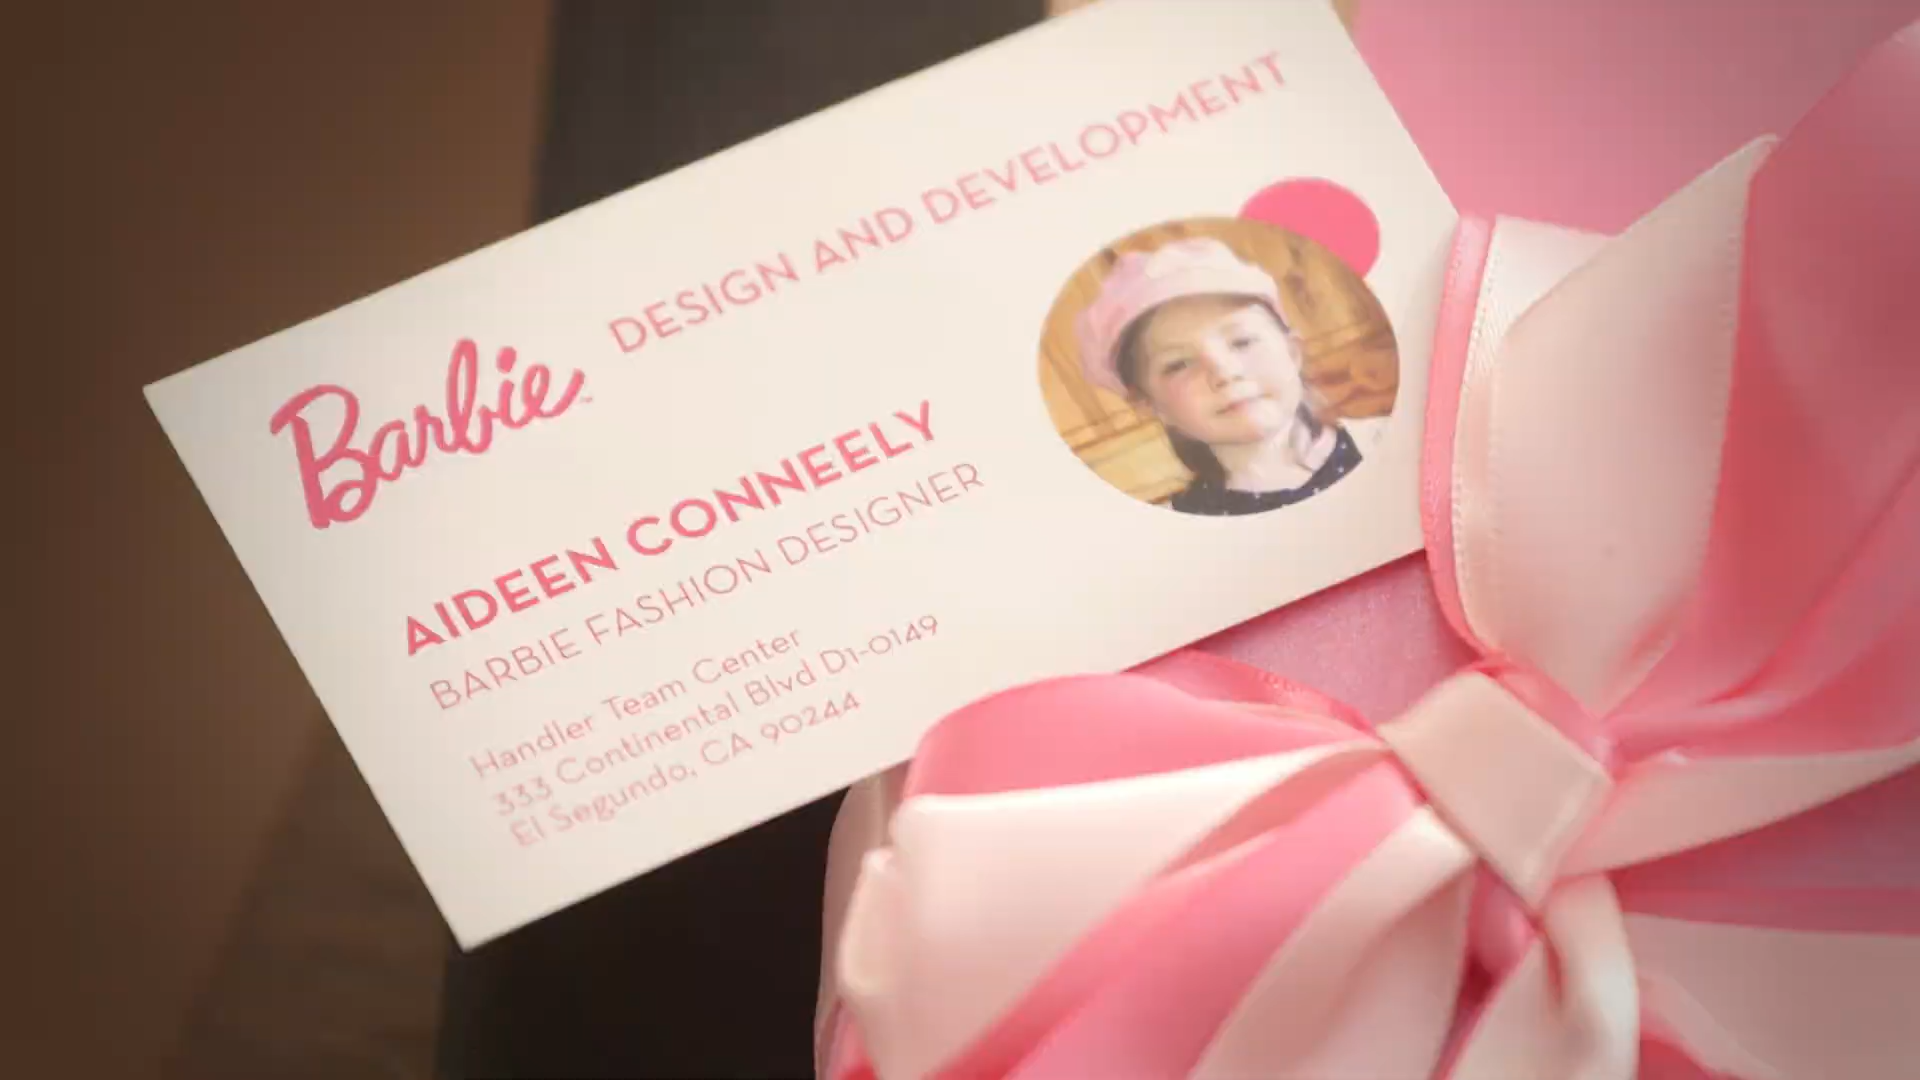 Barbie™ DESIGN AND DEVELOPMENT
AIDEEN CONNEELY
BARBIE FASHION DESIGNER
Handler Team Center
333 Continental Blvd D1-0149
El Segundo, CA 90244